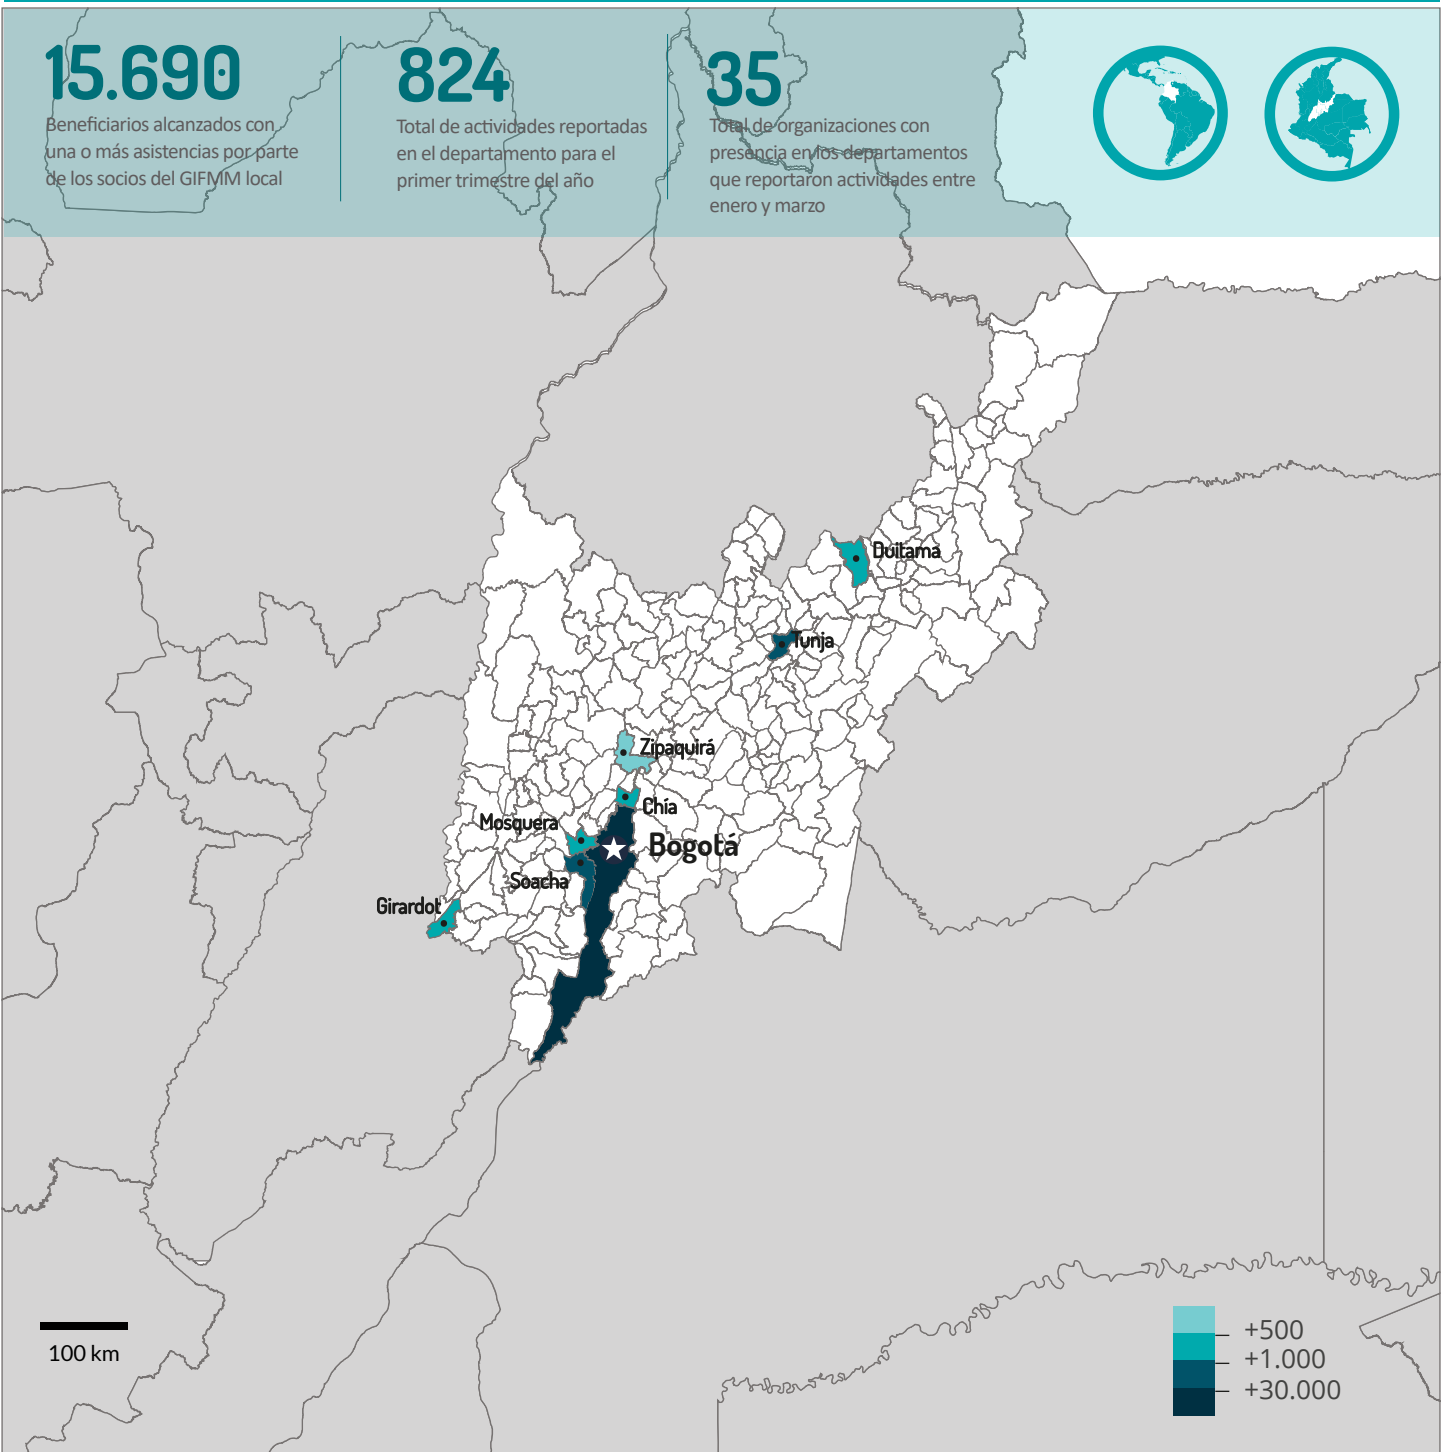 15.690
Beneficiarios alcanzados con
una o más asistencias por parte
de los socios del GIFMM local
824
Total de actividades reportadas
en el departamento para el
primer trimestre del año
35
Total de organizaciones con
presencia en los departamentos
que reportaron actividades entre
enero y marzo
Duitama
Tunja
Zipaquirá
Chía
Mosquera
Bogotá
Soacha
Girardot
100 km
+500
+1.000
+30.000